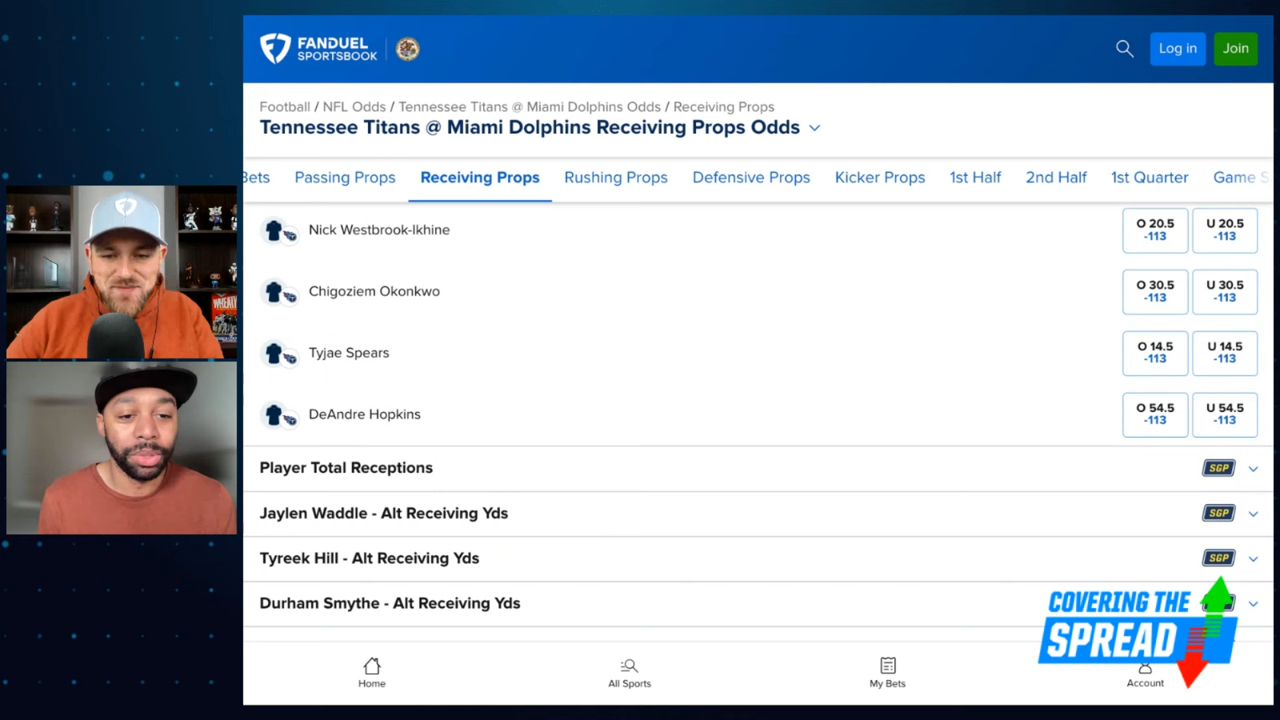 FANDUEL
SPORTSBOOK
Log in
Join
Football / NFL Odds / Tennessee Titans @ Miami Dolphins Odds / Receiving Props
Tennessee Titans @ Miami Dolphins Receiving Props Odds
Bets
Passing Props
Receiving Props
Rushing Props
Defensive Props
Kicker Props
1st Half
2nd Half
1st Quarter
Game S
Nick Westbrook-Ikhine
O 20.5
-113
U 20.5
-113
Chigoziem Okonkwo
O 30.5
-113
U 30.5
-113
Tyjae Spears
O 14.5
-113
U 14.5
-113
DeAndre Hopkins
O 54.5
-113
U 54.5
-113
Player Total Receptions
SGP
Jaylen Waddle - Alt Receiving Yds
SGP
Tyreek Hill - Alt Receiving Yds
SGP
Durham Smythe - Alt Receiving Yds
COVERING THE
SPREAD
Home
All Sports
My Bets
Account
WHEATIES